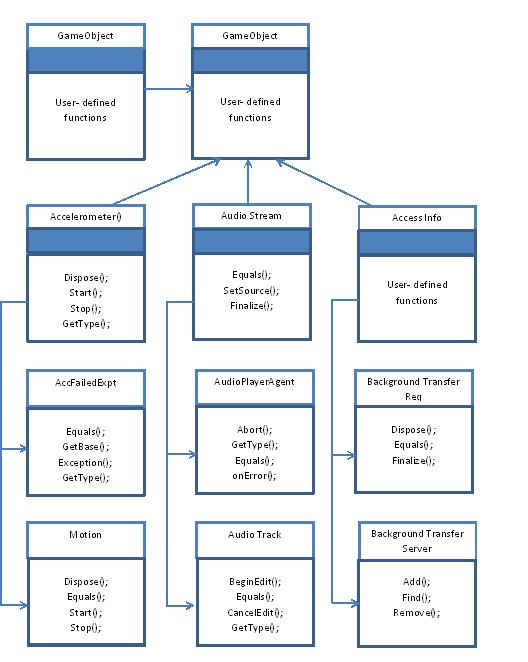 GameObject
User- defined
functions
GameObject
User- defined
functions
Accelerometer()
Dispose();
Start();
Stop();
GetType();
Audio Stream
Equals();
SetSource();
Finalize();
Access Info
User- defined
functions
AccFailedExpt
Equals();
GetBase();
Exception();
GetType();
AudioPlayerAgent
Abort();
GetType();
Equals();
onError();
Background Transfer
Req
Dispose();
Equals();
Finalize();
Motion
Dispose();
Equals();
Start();
Stop();
Audio Track
BeginEdit();
Equals();
CancelEdit();
GetType();
Background Transfer
Server
Add();
Find();
Remove();